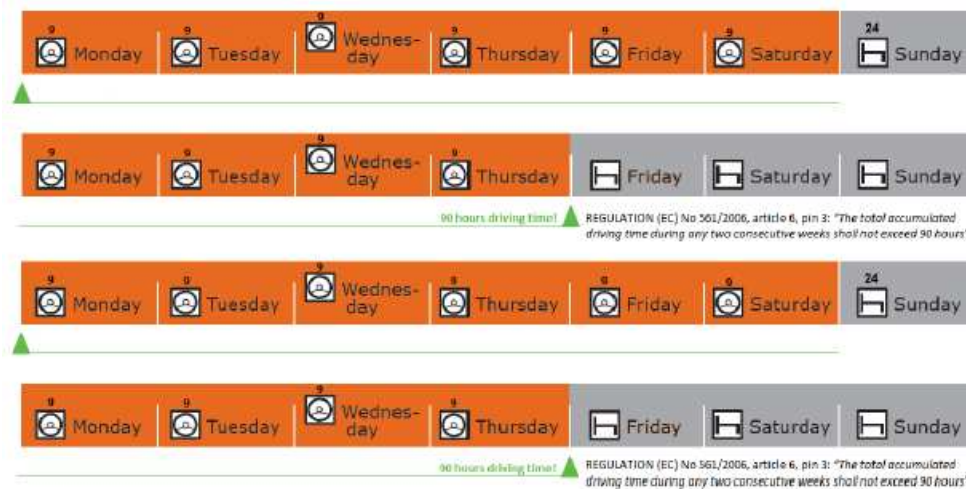 9 9 9 9 9 9 24
Monday Tuesday Wednes-day Thursday Friday Saturday Sunday
9 9 9 9
Monday Tuesday Wednes-day Thursday Friday Saturday Sunday
90 hours driving time! REGULATION (EC) No 561/2006, article 6, pin 3: "The total accumulated
driving time during any two consecutive weeks shall not exceed 90 hours"
9 9 9 9 9 9 24
Monday Tuesday Wednes-day Thursday Friday Saturday Sunday
9 9 9 9
Monday Tuesday Wednes-day Thursday Friday Saturday Sunday
90 hours driving time! REGULATION (EC) No 561/2006, article 6, pin 3: "The total accumulated
driving time during any two consecutive weeks shall not exceed 90 hours"